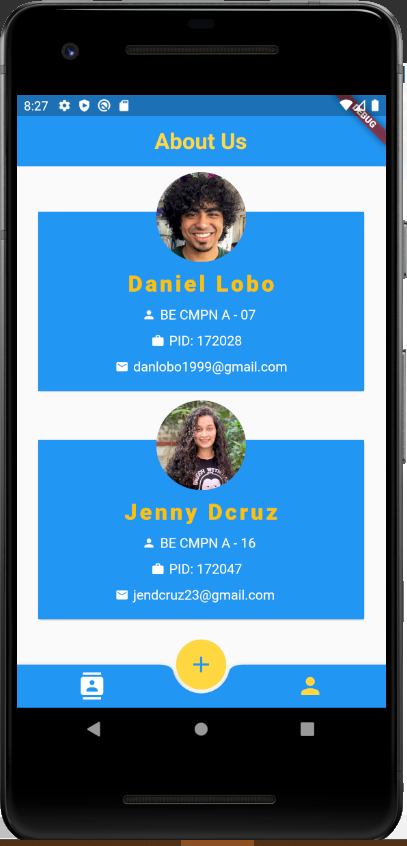 8:27
DEBUG
About Us
Daniel Lobo
BE CMPN A - 07
PID: 172028
danlobo1999@gmail.com
Jenny Dcruz
BE CMPN A - 16
PID: 172047
jendcruz23@gmail.com